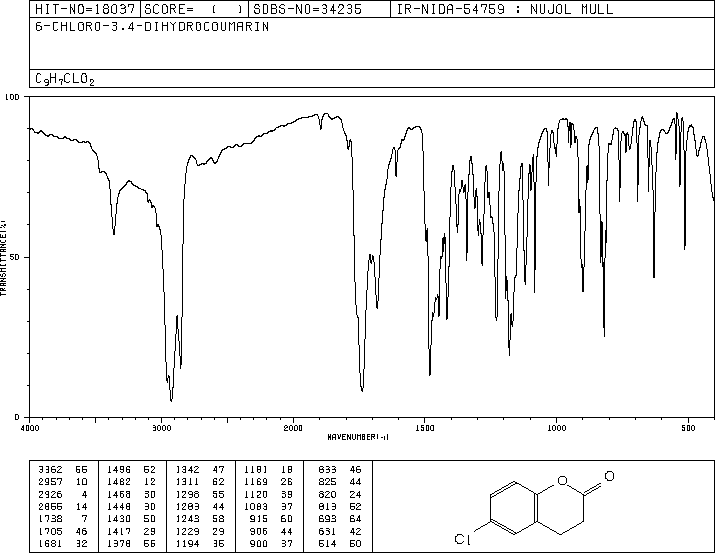 HIT-NO=18037 SCORE= ( ) SDBS-NO=34235 IR-NIDA-54759 : NUJOL MULL
6-CHLORO-3.4-DIHYDROCOUMARIN
C9H7CLO2
100
50
0
TRANSMITTANCE(%)
4000 3000 2000 1500 1000 500
WAVENUMBER(-1)
3362 55 1496 52 1342 47 1181 18 833 46
2957 10 1482 12 1311 62 1169 26 825 44
2926 4 1468 30 1298 55 1120 39 820 24
2855 14 1448 30 1283 44 1083 37 813 52
1738 7 1430 50 1243 58 915 60 693 64
1705 46 1417 29 1229 29 906 44 631 42
1681 32 1378 55 1194 35 900 37 514 50
O O
Cl